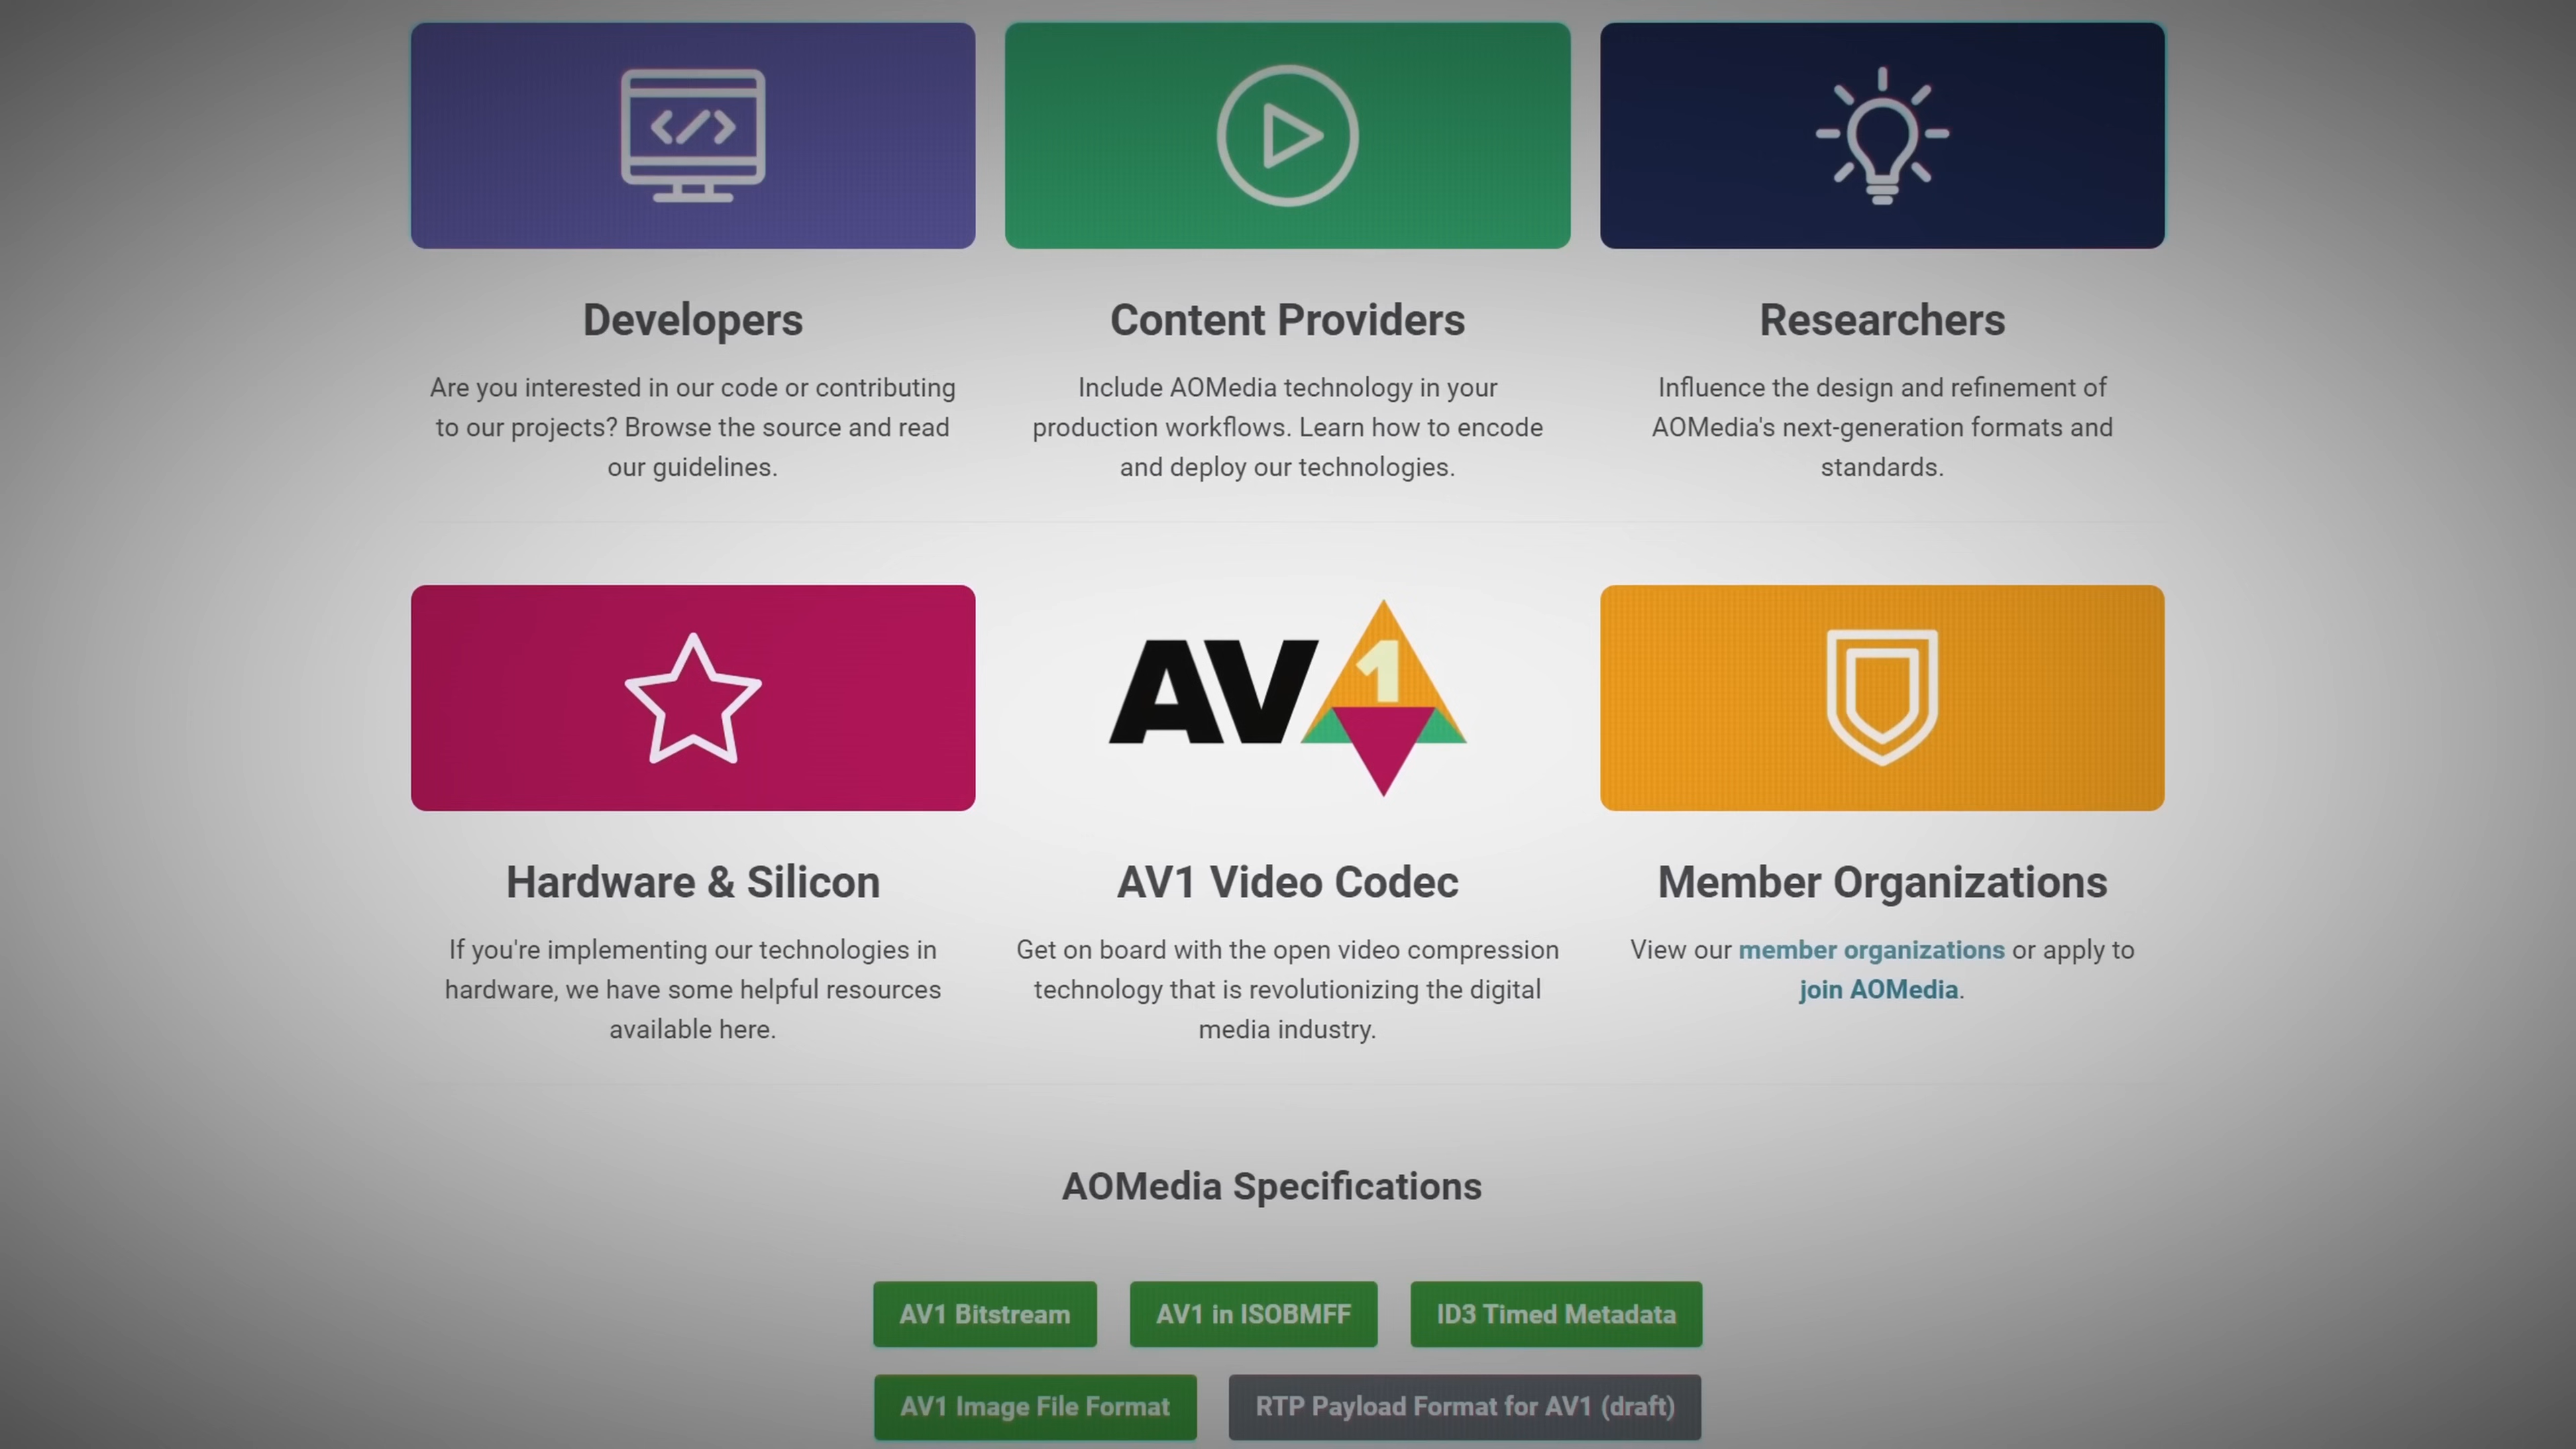 Developers
Are you interested in our code or contributing
to our projects? Browse the source and read
our guidelines.
Content Providers
Include AOMedia technology in your
production workflows. Learn how to encode
and deploy our technologies.
Researchers
Influence the design and refinement of
AOMedia's next-generation formats and
standards.
Hardware & Silicon
If you're implementing our technologies in
hardware, we have some helpful resources
available here.
AV1
AV1 Video Codec
Get on board with the open video compression
technology that is revolutionizing the digital
media industry.
Member Organizations
View our member organizations or apply to
join AOMedia.
AOMedia Specifications
AV1 Bitstream
AV1 in ISOBMFF
ID3 Timed Metadata
AV1 Image File Format
RTP Payload Format for AV1 (draft)